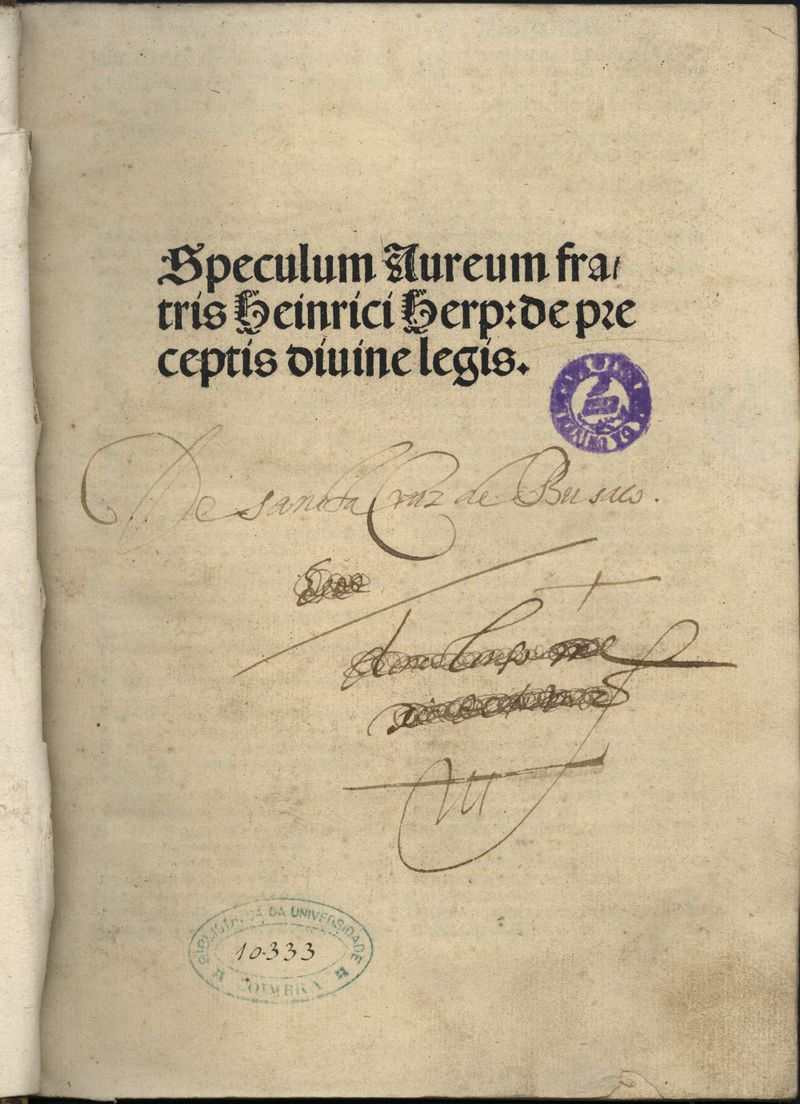 Speculum Aureum fra/
tris Heinrici Herp: de pre
ceptis diuine legis.
De sancta Cruz de Busaco.
BIBLIOTHECA DA UNIVERSIDADE
10333
COIMBRA